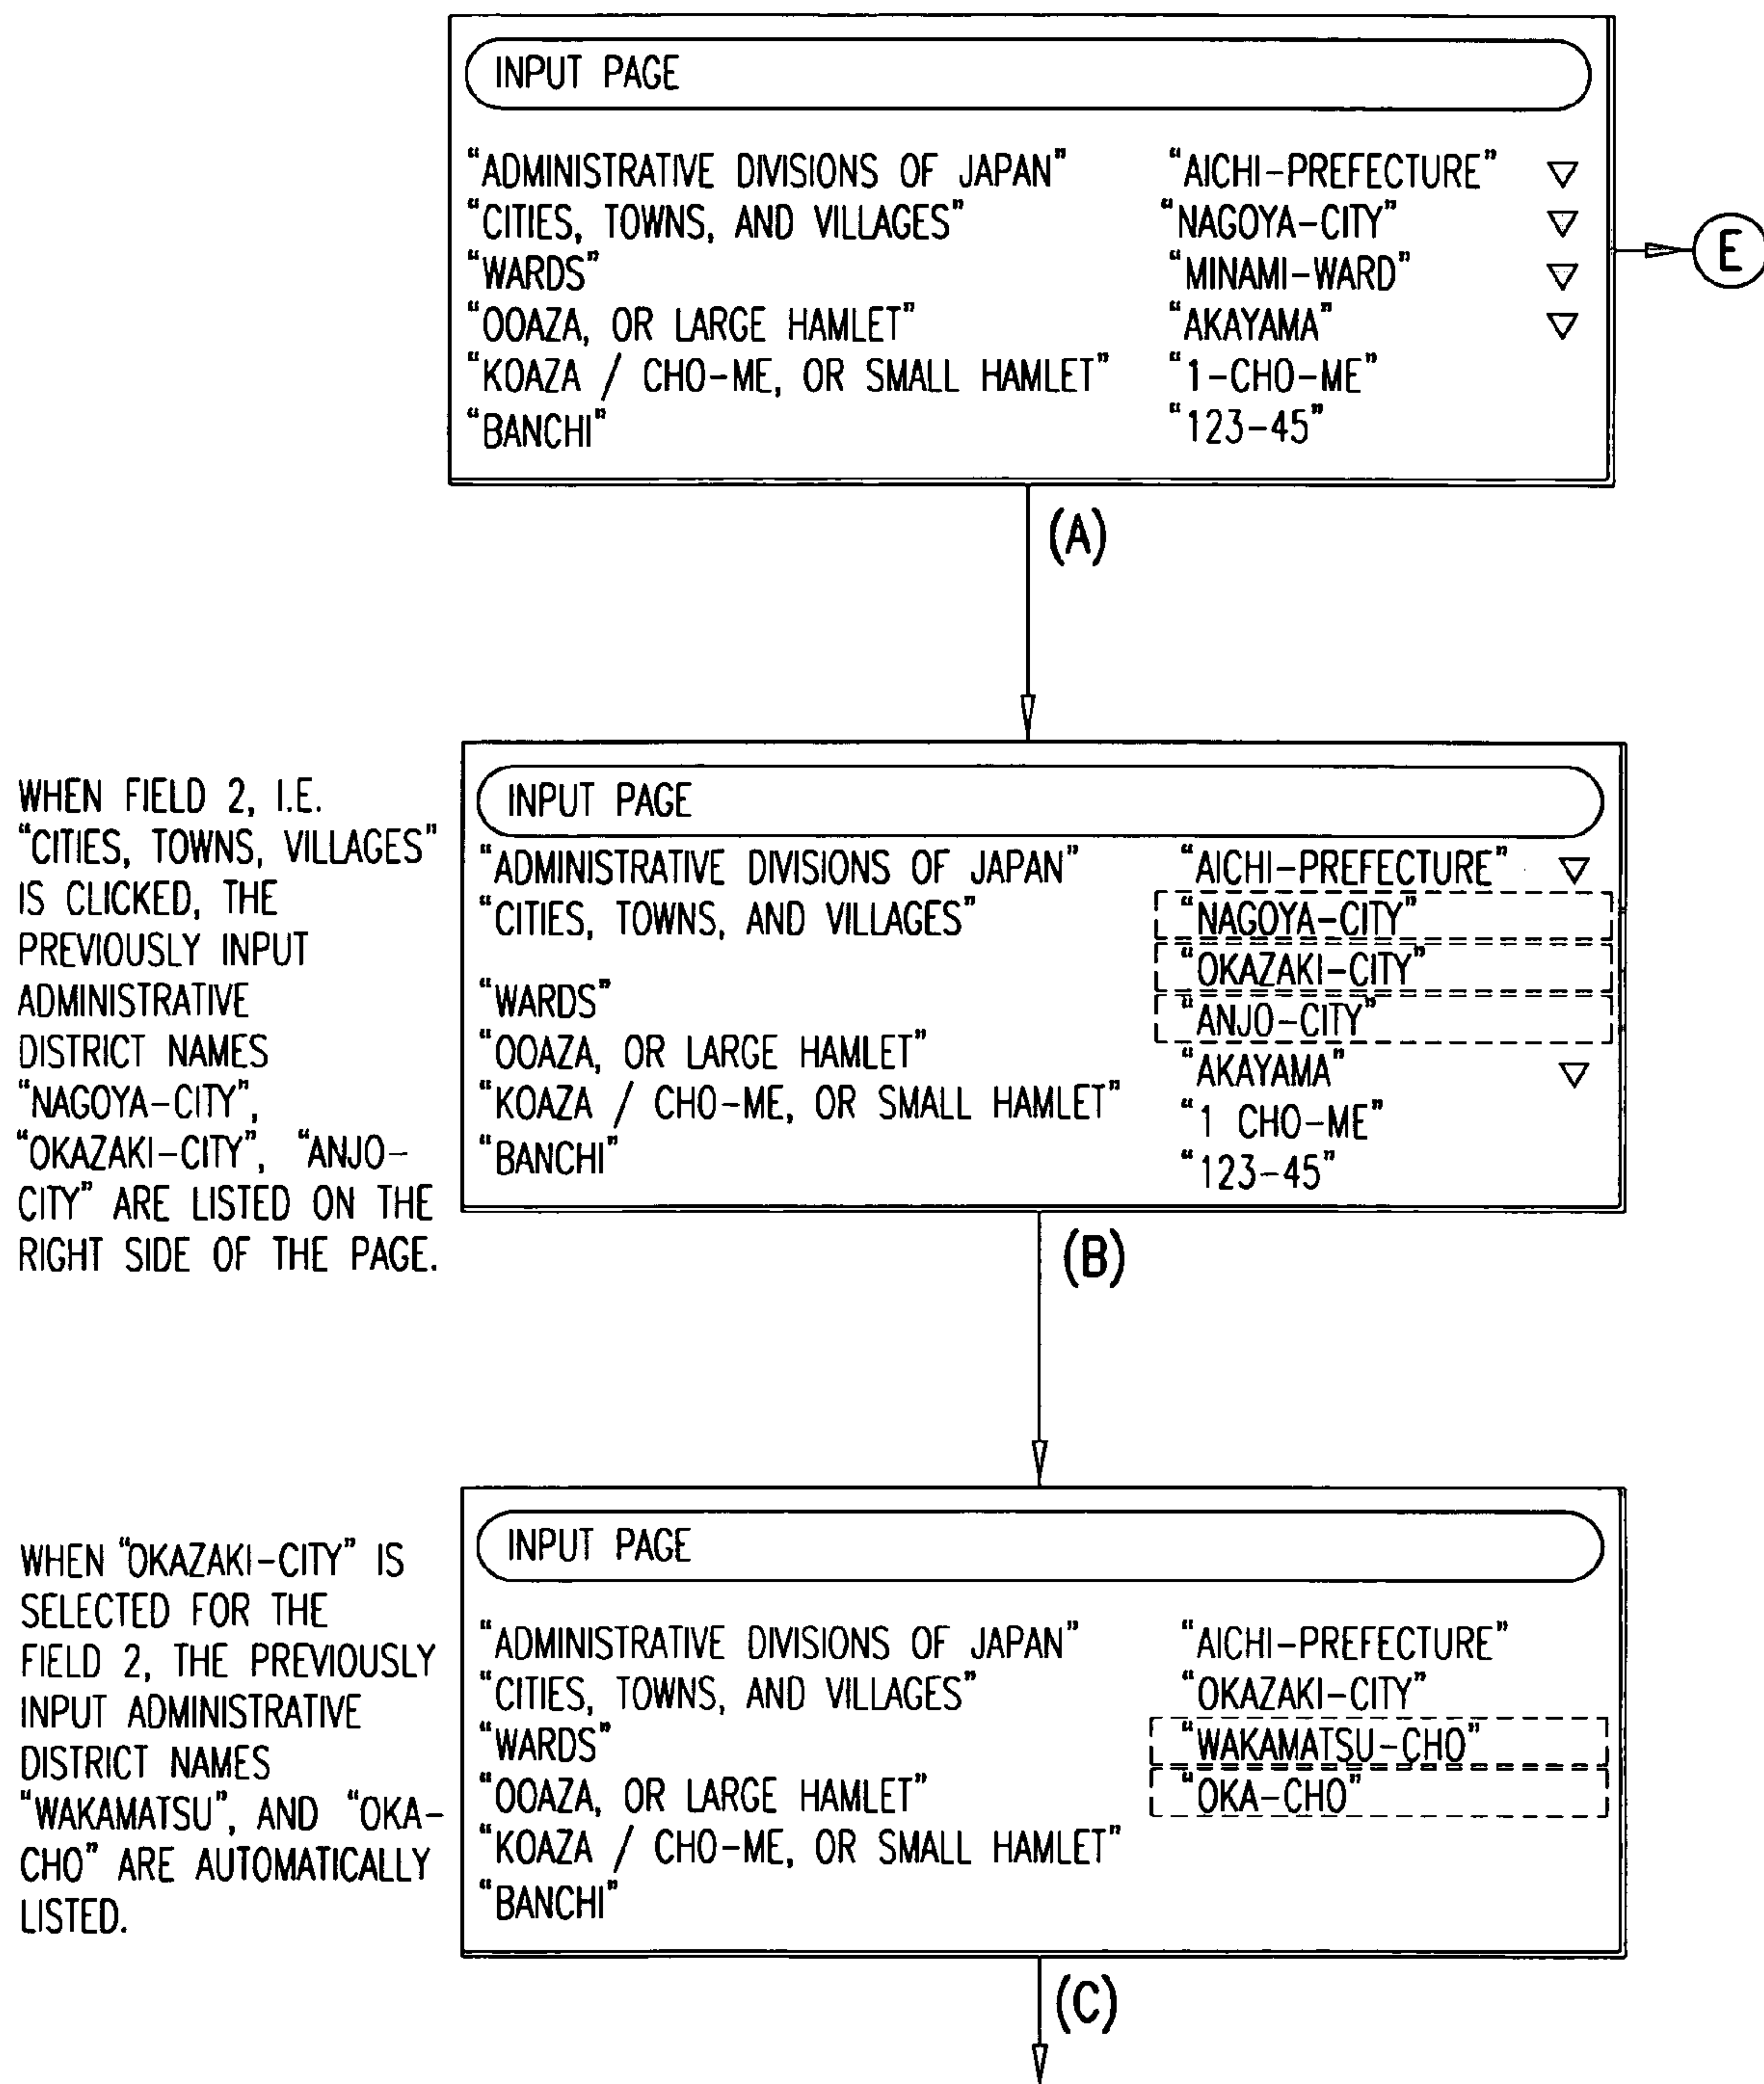 INPUT PAGE
“ADMINISTRATIVE DIVISIONS OF JAPAN” “AICHI-PREFECTURE” ▽
“CITIES, TOWNS, AND VILLAGES” “NAGOYA-CITY” ▽
“WARDS” “MINAMI-WARD” ▽
“OOAZA, OR LARGE HAMLET” “AKAYAMA” ▽
“KOAZA / CHO-ME, OR SMALL HAMLET” “1-CHO-ME”
“BANCHI” “123-45”
E
(A)
WHEN FIELD 2, I.E.
“CITIES, TOWNS, VILLAGES”
IS CLICKED, THE
PREVIOUSLY INPUT
ADMINISTRATIVE
DISTRICT NAMES
“NAGOYA-CITY”,
“OKAZAKI-CITY”, “ANJO-
CITY” ARE LISTED ON THE
RIGHT SIDE OF THE PAGE.
INPUT PAGE
“ADMINISTRATIVE DIVISIONS OF JAPAN” “AICHI-PREFECTURE” ▽
“CITIES, TOWNS, AND VILLAGES” “NAGOYA-CITY”
“OKAZAKI-CITY”
“WARDS” “ANJO-CITY”
“OOAZA, OR LARGE HAMLET” “AKAYAMA” ▽
“KOAZA / CHO-ME, OR SMALL HAMLET” “1 CHO-ME”
“BANCHI” “123-45”
(B)
WHEN “OKAZAKI-CITY” IS
SELECTED FOR THE
FIELD 2, THE PREVIOUSLY
INPUT ADMINISTRATIVE
DISTRICT NAMES
“WAKAMATSU”, AND “OKA-
CHO” ARE AUTOMATICALLY
LISTED.
INPUT PAGE
“ADMINISTRATIVE DIVISIONS OF JAPAN” “AICHI-PREFECTURE”
“CITIES, TOWNS, AND VILLAGES” “OKAZAKI-CITY”
“WARDS” “WAKAMATSU-CHO”
“OOAZA, OR LARGE HAMLET” “OKA-CHO”
“KOAZA / CHO-ME, OR SMALL HAMLET”
“BANCHI”
(C)